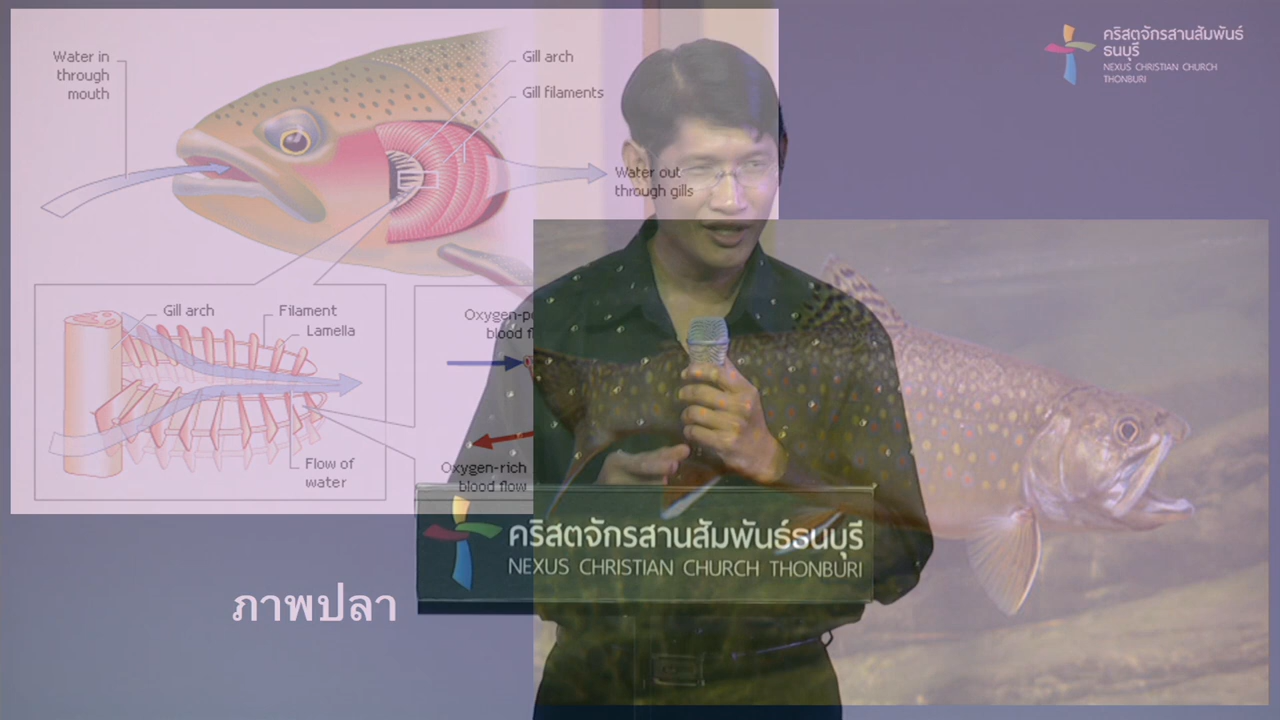 Water in
through
mouth
Gill arch
Gill filaments
Water out
through gills
คริสตจักรสานสัมพันธ์
ธนบุรี
NEXUS CHRISTIAN CHURCH
THONBURI
Gill arch
Filament
Lamella
Flow of
water
Oxygen-rich
blood flow
คริสตจักรสานสัมพันธ์ธนบุรี
NEXUS CHRISTIAN CHURCH THONBURI
ภาพปลา